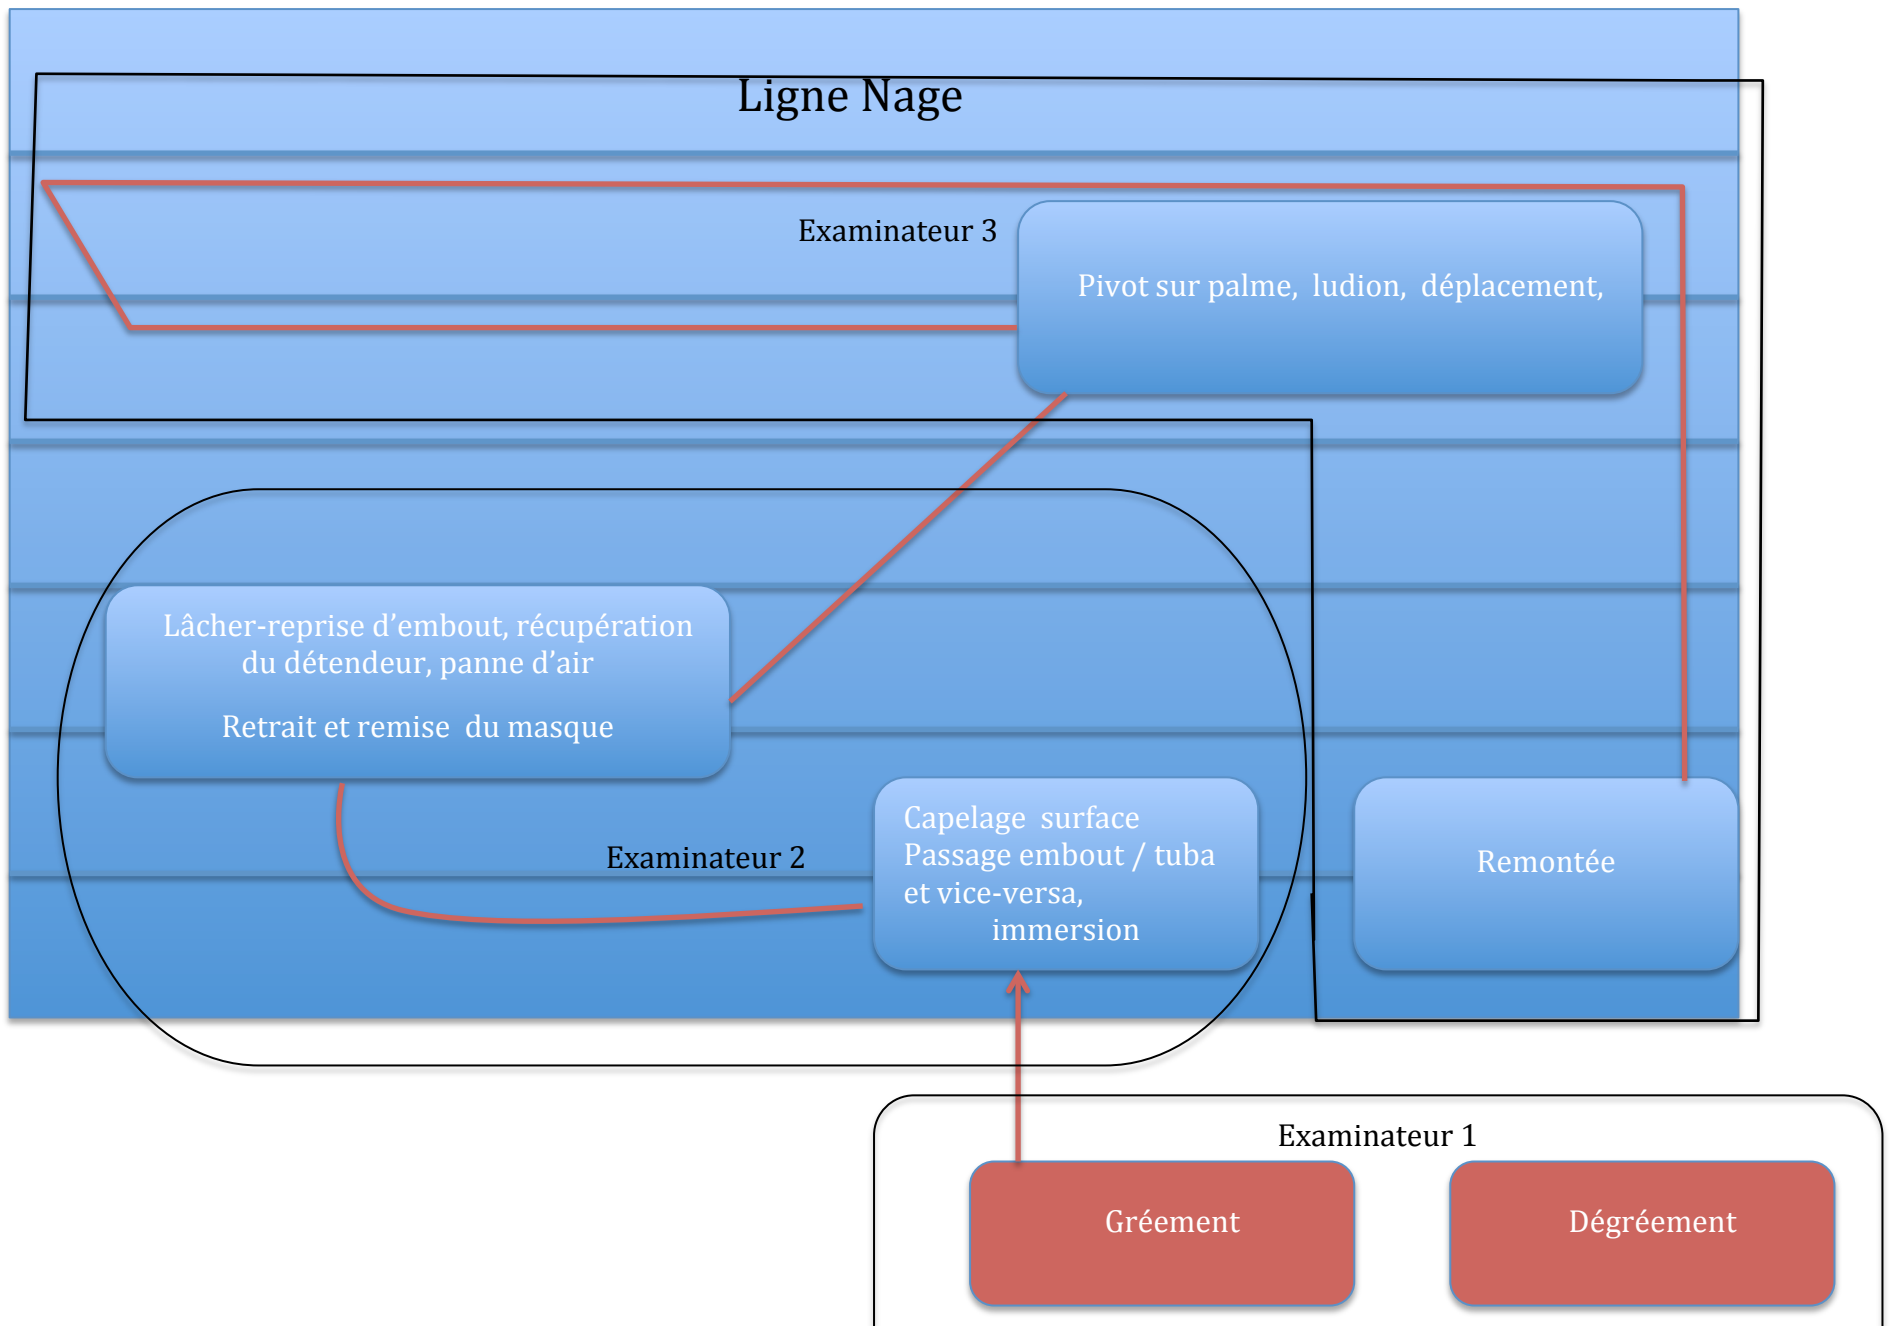 Ligne Nage
Examinateur 3
Pivot sur palme, ludion, déplacement,
Lâcher-reprise d’embout, récupération
du détendeur, panne d’air
Retrait et remise du masque
Examinateur 2
Capelage surface
Passage embout / tuba
et vice-versa,
immersion
Remontée
Examinateur 1
Gréement
Dégréement